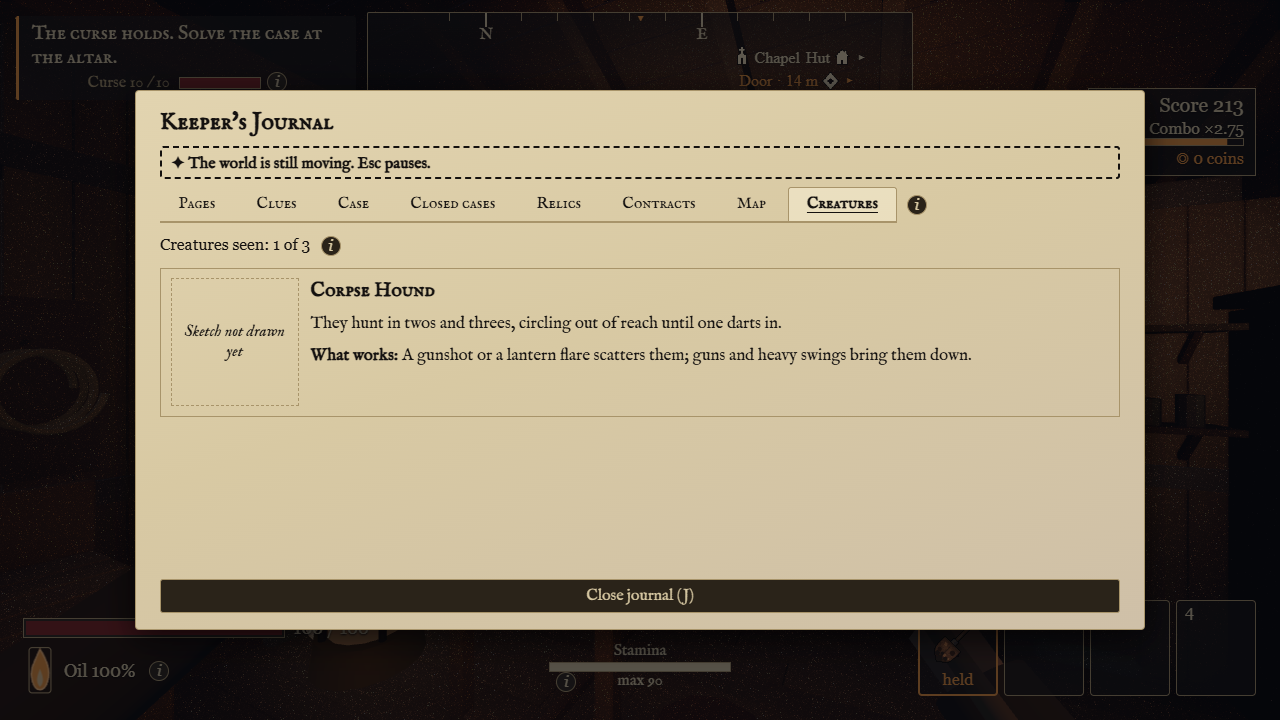 The curse holds. Solve the case at
the altar.
Curse 10/10
N
E
Chapel Hut
Door · 14 m
Score 213
Combo ×2.75
0 coins
Keeper's Journal
✦ The world is still moving. Esc pauses.
Pages Clues Case Closed cases Relics Contracts Map Creatures
Creatures seen: 1 of 3
Sketch not drawn
yet
Corpse Hound
They hunt in twos and threes, circling out of reach until one darts in.
What works: A gunshot or a lantern flare scatters them; guns and heavy swings bring them down.
Close journal (J)
Oil 100%
Stamina
max 90
held
4